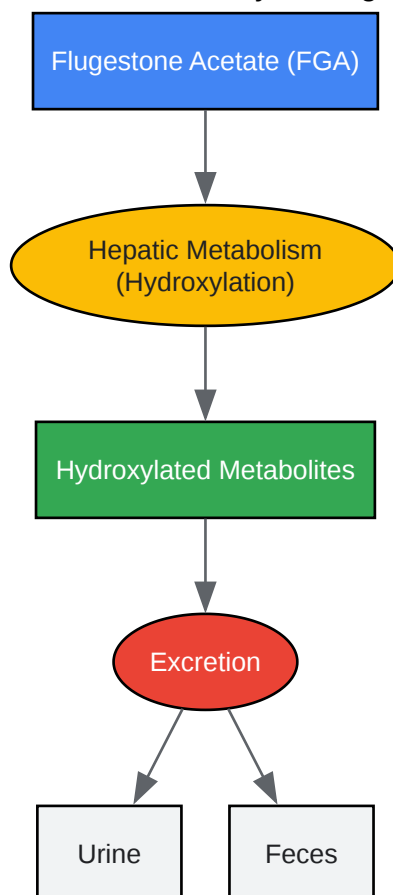 Flugestone Acetate (FGA)
Hepatic Metabolism
(Hydroxylation)
Hydroxylated Metabolites
Excretion
Urine
Feces